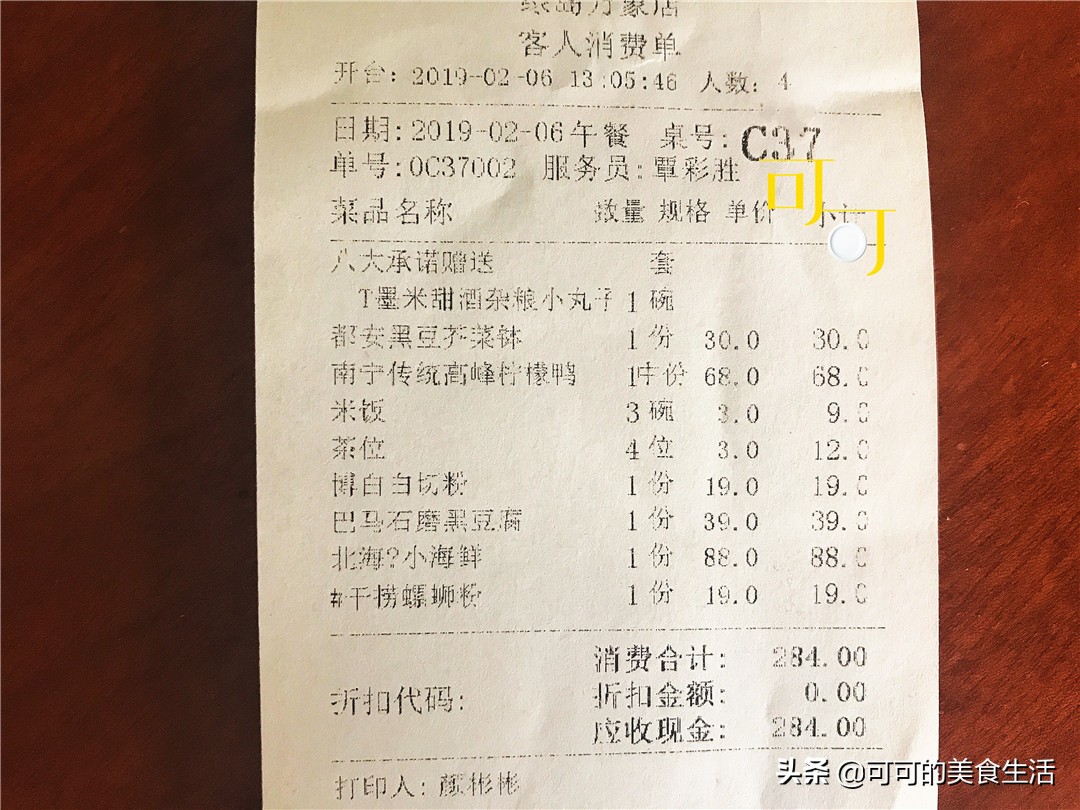 客人消费单
开台: 2019-02-06 13:05:46 人数: 4
日期:2019-02-06午餐 桌号:C37
单号:0C37002 服务员:覃彩胜
菜品名称 数量 规格 单价 小计
可可
八大承诺赠送 套
T墨米甜酒杂粮小丸子 1 碗
都安黑豆芥菜钵 1 份 30.0 30.0
南宁传统高峰柠檬鸭 1中份 68.0 68.0
米饭 3 碗 3.0 9.0
茶位 4 位 3.0 12.0
博白白切粉 1 份 19.0 19.0
巴马石磨黑豆腐 1 份 39.0 39.0
北海?小海鲜 1 份 88.0 88.0
#干捞螺蛳粉 1 份 19.0 19.0
消费合计: 284.00
折扣代码: 折扣金额: 0.00
应收现金: 284.00
打印人: 颜彬彬
头条 @可可的美食生活